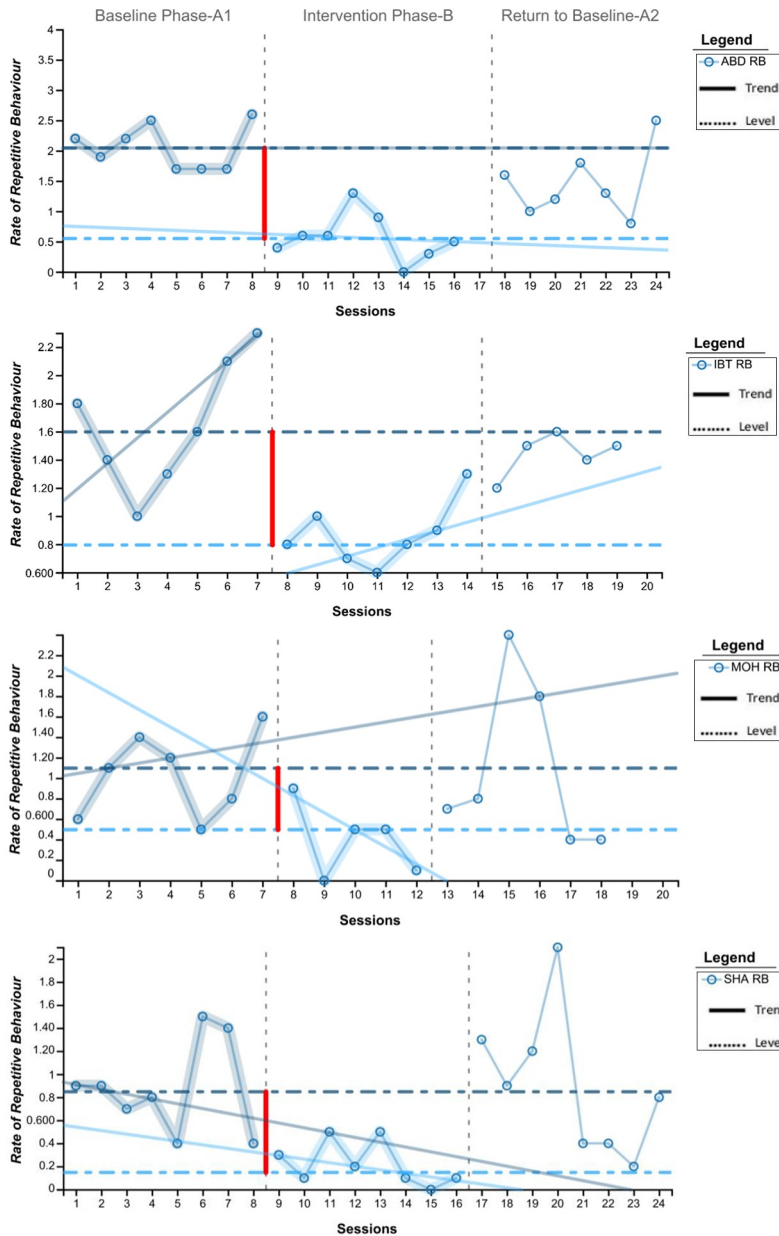 Baseline Phase-A1 Intervention Phase-B Return to Baseline-A2
Rate of Repetitive Behaviour
4
3.5
3
2.5
2
1.5
1
0.5
0
1 2 3 4 5 6 7 8 9 10 11 12 13 14 15 16 17 18 19 20 21 22 23 24
Sessions
Legend
ABD RB
Trend
Level
Rate of Repetitive Behaviour
2.2
2
1.80
1.6
1.40
1.20
1
0.8
0.600
1 2 3 4 5 6 7 8 9 10 11 12 13 14 15 16 17 18 19 20
Sessions
Legend
IBT RB
Trend
Level
Rate of Repetitive Behaviour
2.2
2
1.6
1.40
1.20
1
0.8
0.600
0.4
0.2
0
1 2 3 4 5 6 7 8 9 10 11 12 13 14 15 16 17 18 19 20
Sessions
Legend
MOH RB
Trend
Level
Rate of Repetitive Behaviour
2
1.8
1.6
1.40
1.20
1
0.8
0.600
0.4
0.2
0
1 2 3 4 5 6 7 8 9 10 11 12 13 14 15 16 17 18 19 20 21 22 23 24
Sessions
Legend
SHA RB
Tren
Leve